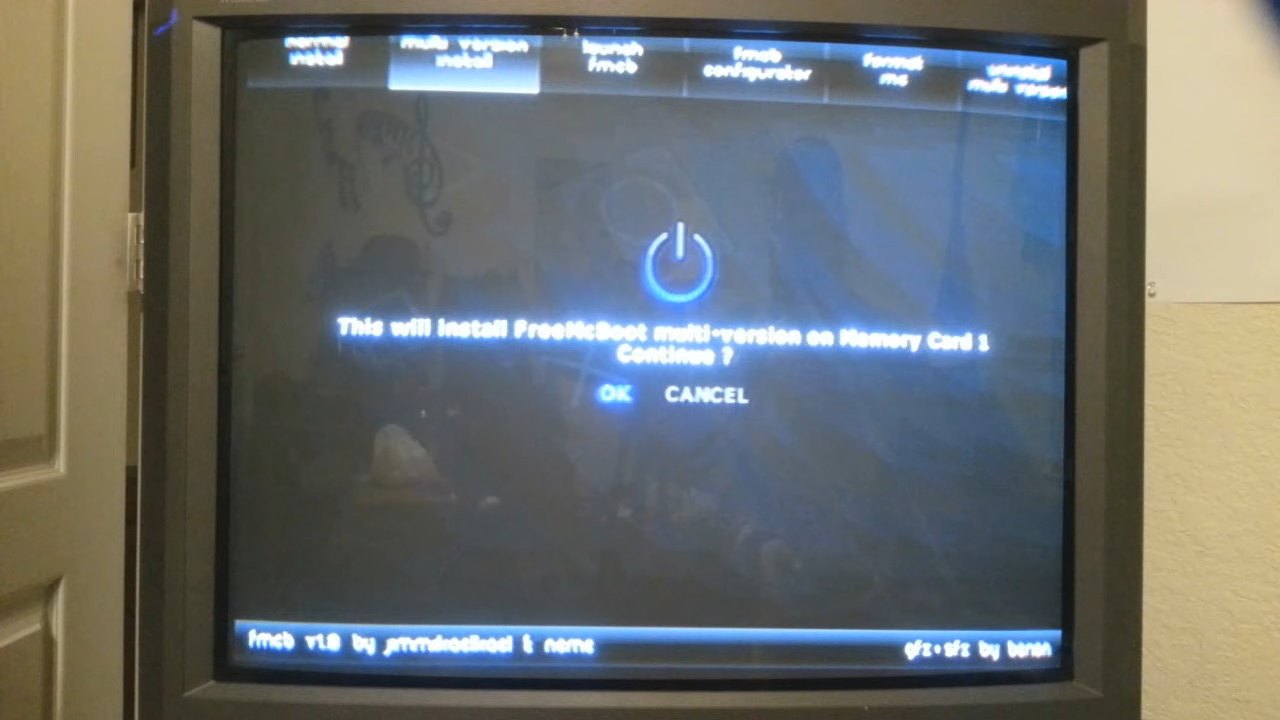 normal
install
multi version
install
launch
fmcb
fmcb
configurator
format
mc
uninstall
multi version
This will install FreeMcBoot multi-version on Memory Card 1
Continue ?
OK CANCEL
fmcb v1.8 by jimmikaelkael & neme
gfx+sfx by berion